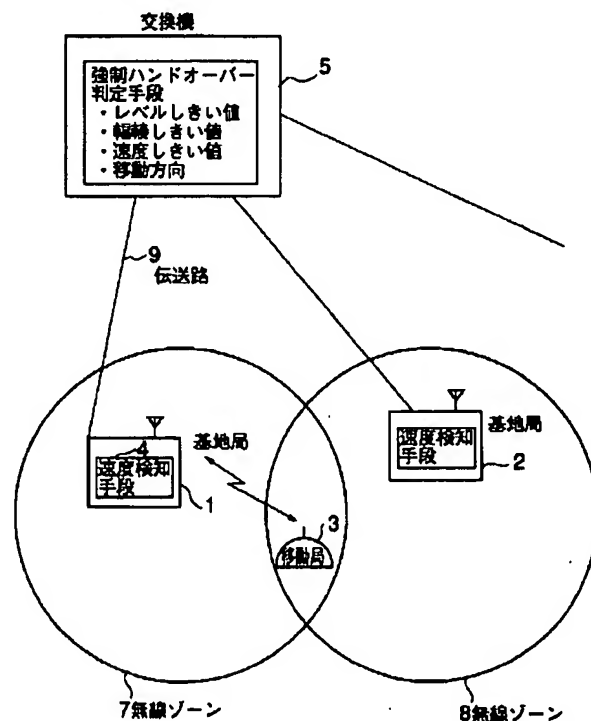 交換機
強制ハンドオーバー
判定手段
・レベルしきい値
・輻輳しきい値
・速度しきい値
・移動方向
5
9
伝送路
基地局
4
速度検知
手段
1
基地局
速度検知
手段
2
3
移動局
7無線ゾーン
8無線ゾーン